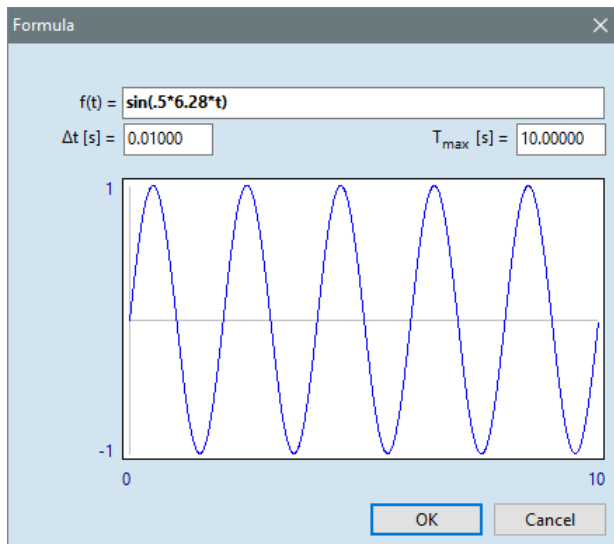 Formula
f(t) = sin(.5*6.28*t)
Δt [s] = 0.01000 Tmax [s] = 10.00000
1
-1
0 10
OK Cancel